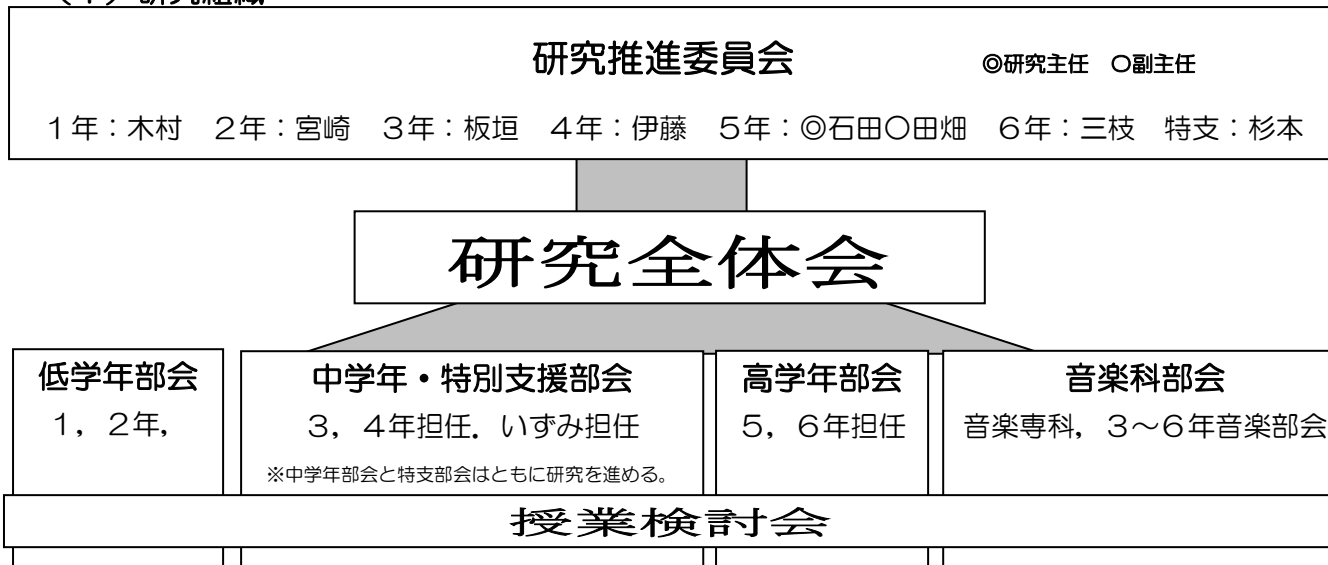 研究推進委員会　◎研究主任　○副主任
１年：木村　２年：宮崎　３年：板垣　４年：伊藤　５年：◎石田○田畑　６年：三枝　特支：杉本
研究全体会
低学年部会
１，２年，
中学年・特別支援部会
３，４年担任，いずみ担任
※中学年部会と特支部会はともに研究を進める。
高学年部会
５，６年担任
音楽科部会
音楽専科，３～６年音楽部会
授業検討会